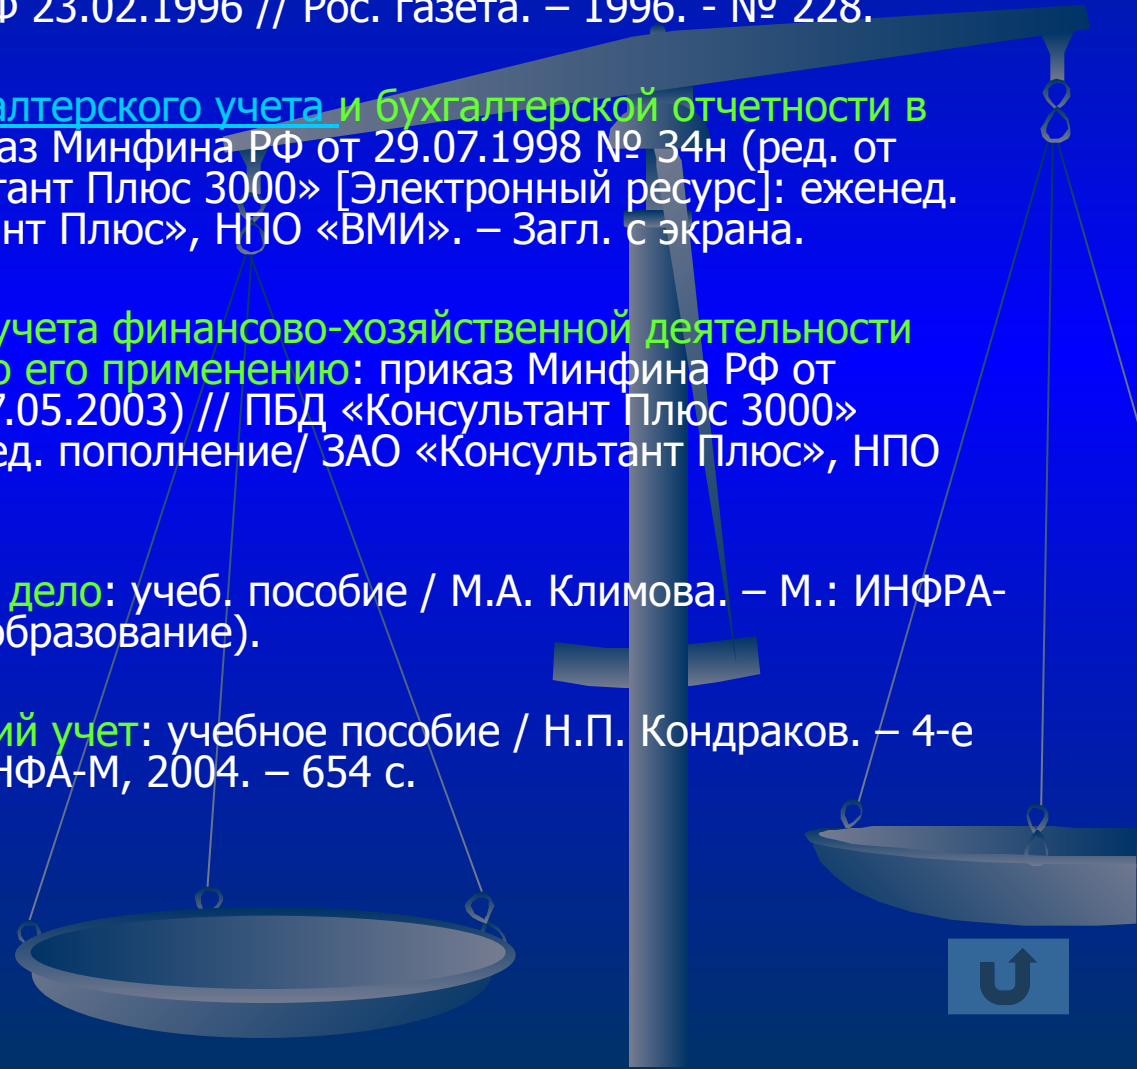 Ф 23.02.1996 // Рос. газета. – 1996. - № 228.
алтерского учета и бухгалтерской отчетности в
аз Минфина РФ от 29.07.1998 № 34н (ред. от
тант Плюс 3000» [Электронный ресурс]: еженед.
нт Плюс», НПО «ВМИ». – Загл. с экрана.
учета финансово-хозяйственной деятельности
о его применению: приказ Минфина РФ от
7.05.2003) // ПБД «Консультант Плюс 3000»
ед. пополнение/ ЗАО «Консультант Плюс», НПО
дело: учеб. пособие / М.А. Климова. – М.: ИНФРА-
образование).
ий учет: учебное пособие / Н.П. Кондраков. – 4-е
НФА-М, 2004. – 654 с.